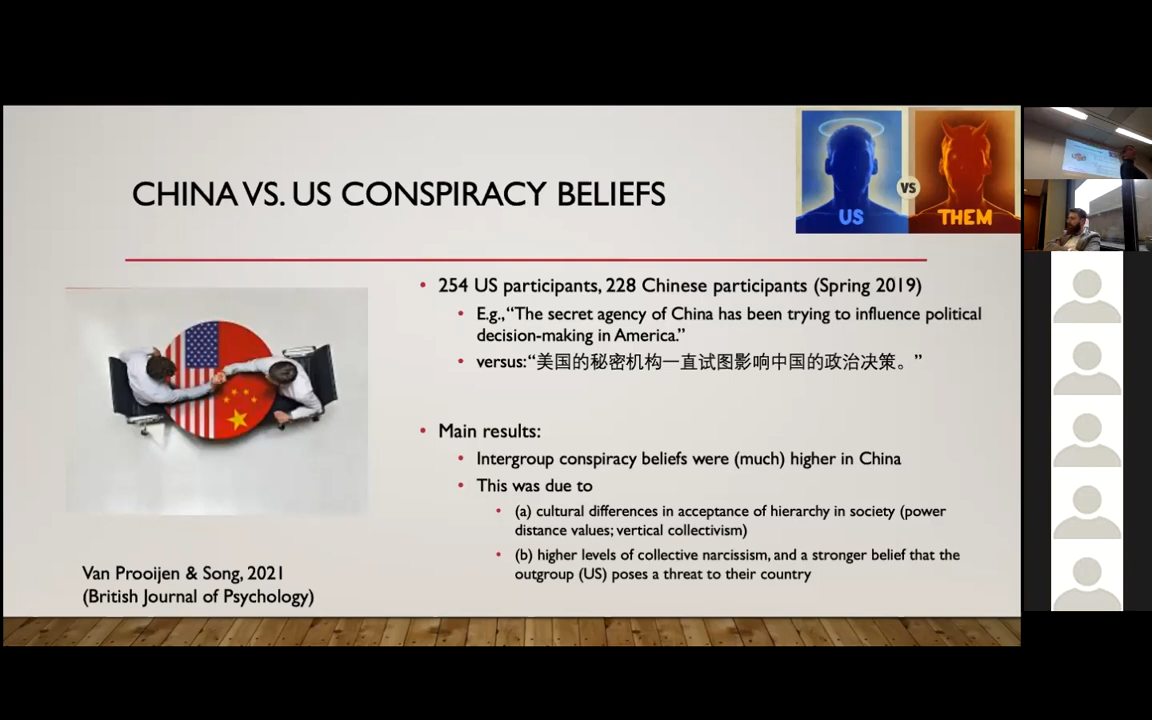 US
VS
THEM
CHINA VS. US CONSPIRACY BELIEFS
• 254 US participants, 228 Chinese participants (Spring 2019)
• E.g., “The secret agency of China has been trying to influence political
decision-making in America.”
• versus: “美国的秘密机构一直试图影响中国的政治决策。”
• Main results:
• Intergroup conspiracy beliefs were (much) higher in China
• This was due to
• (a) cultural differences in acceptance of hierarchy in society (power
distance values; vertical collectivism)
• (b) higher levels of collective narcissism, and a stronger belief that the
outgroup (US) poses a threat to their country
Van Prooijen & Song, 2021
(British Journal of Psychology)